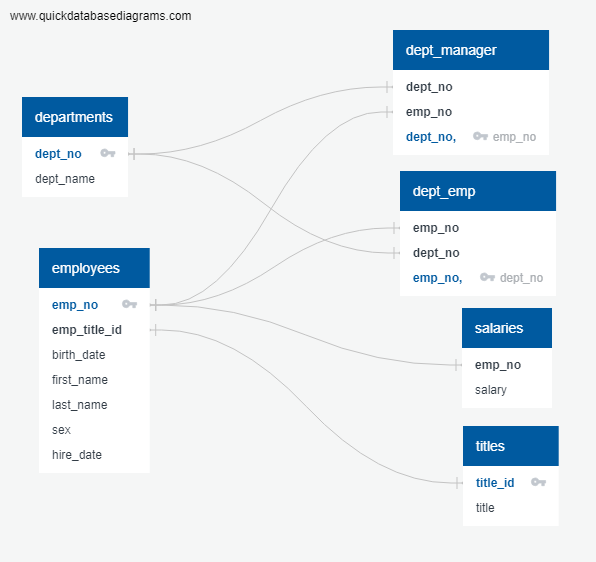 www.quickdatabasediagrams.com
departments
dept_no
dept_name
employees
emp_no
emp_title_id
birth_date
first_name
last_name
sex
hire_date
dept_manager
dept_no
emp_no
dept_no, emp_no
dept_emp
emp_no
dept_no
emp_no, dept_no
salaries
emp_no
salary
titles
title_id
title